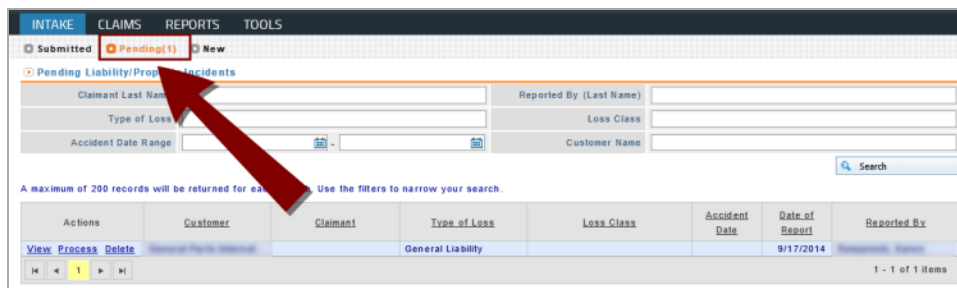 INTAKE CLAIMS REPORTS TOOLS
Submitted Pending(1) New
Pending Liability/Property Incidents
Claimant Last Name Reported By (Last Name)
Type of Loss Loss Class
Accident Date Range - Customer Name
Search
A maximum of 200 records will be returned for each Use the filters to narrow your search.
Actions Customer Claimant Type of Loss Loss Class Accident Date Date of Report Reported By
View Process Delete General Liability 9/17/2014
1 1 - 1 of 1 items